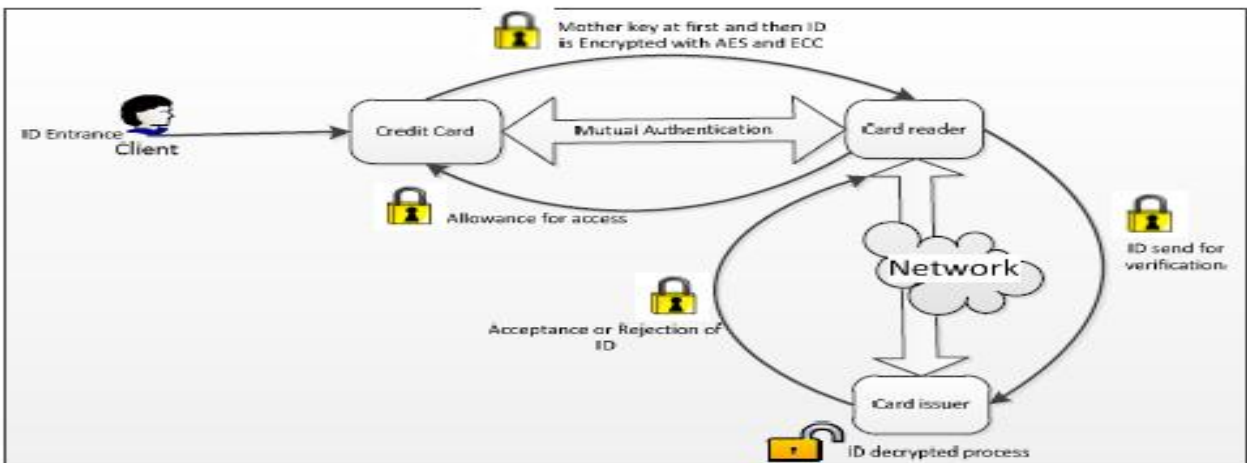 Mother key at first and then ID
is Encrypted with AES and ECC
ID Entrance
Client
Credit Card
Mutual Authentication
Card reader
Allowance for access
ID send for
verification
Network
Acceptance or Rejection of
ID
Card issuer
ID decrypted process